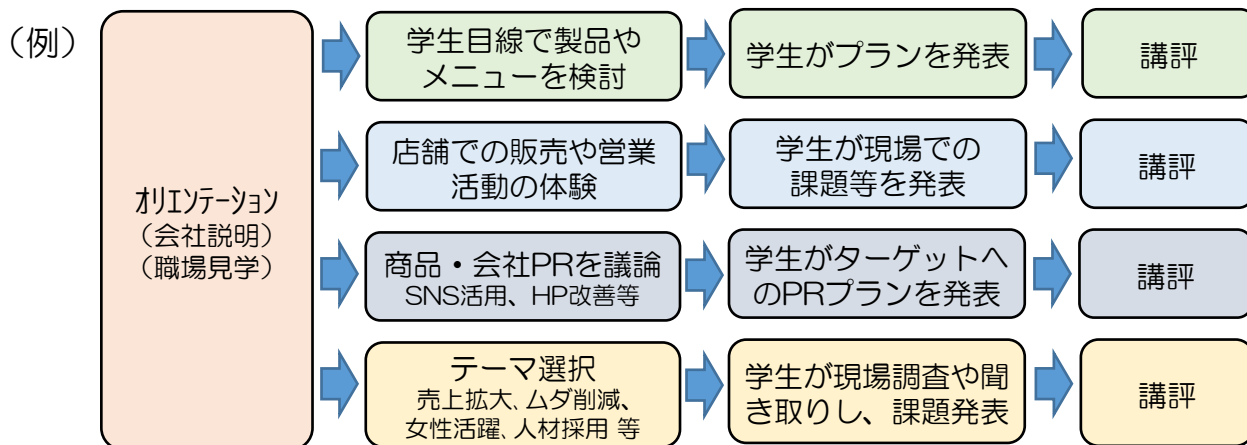 （例）
ｵﾘｴﾝﾃｰｼｮﾝ
（会社説明）
（職場見学）
学生目線で製品や
メニューを検討
学生がプランを発表
講評
店舗での販売や営業
活動の体験
学生が現場での
課題等を発表
講評
商品・会社PRを議論
SNS活用、HP改善等
学生がターゲットへ
のPRプランを発表
講評
テーマ選択
売上拡大、ムダ削減、
女性活躍、人材採用 等
学生が現場調査や聞
き取りし、課題発表
講評